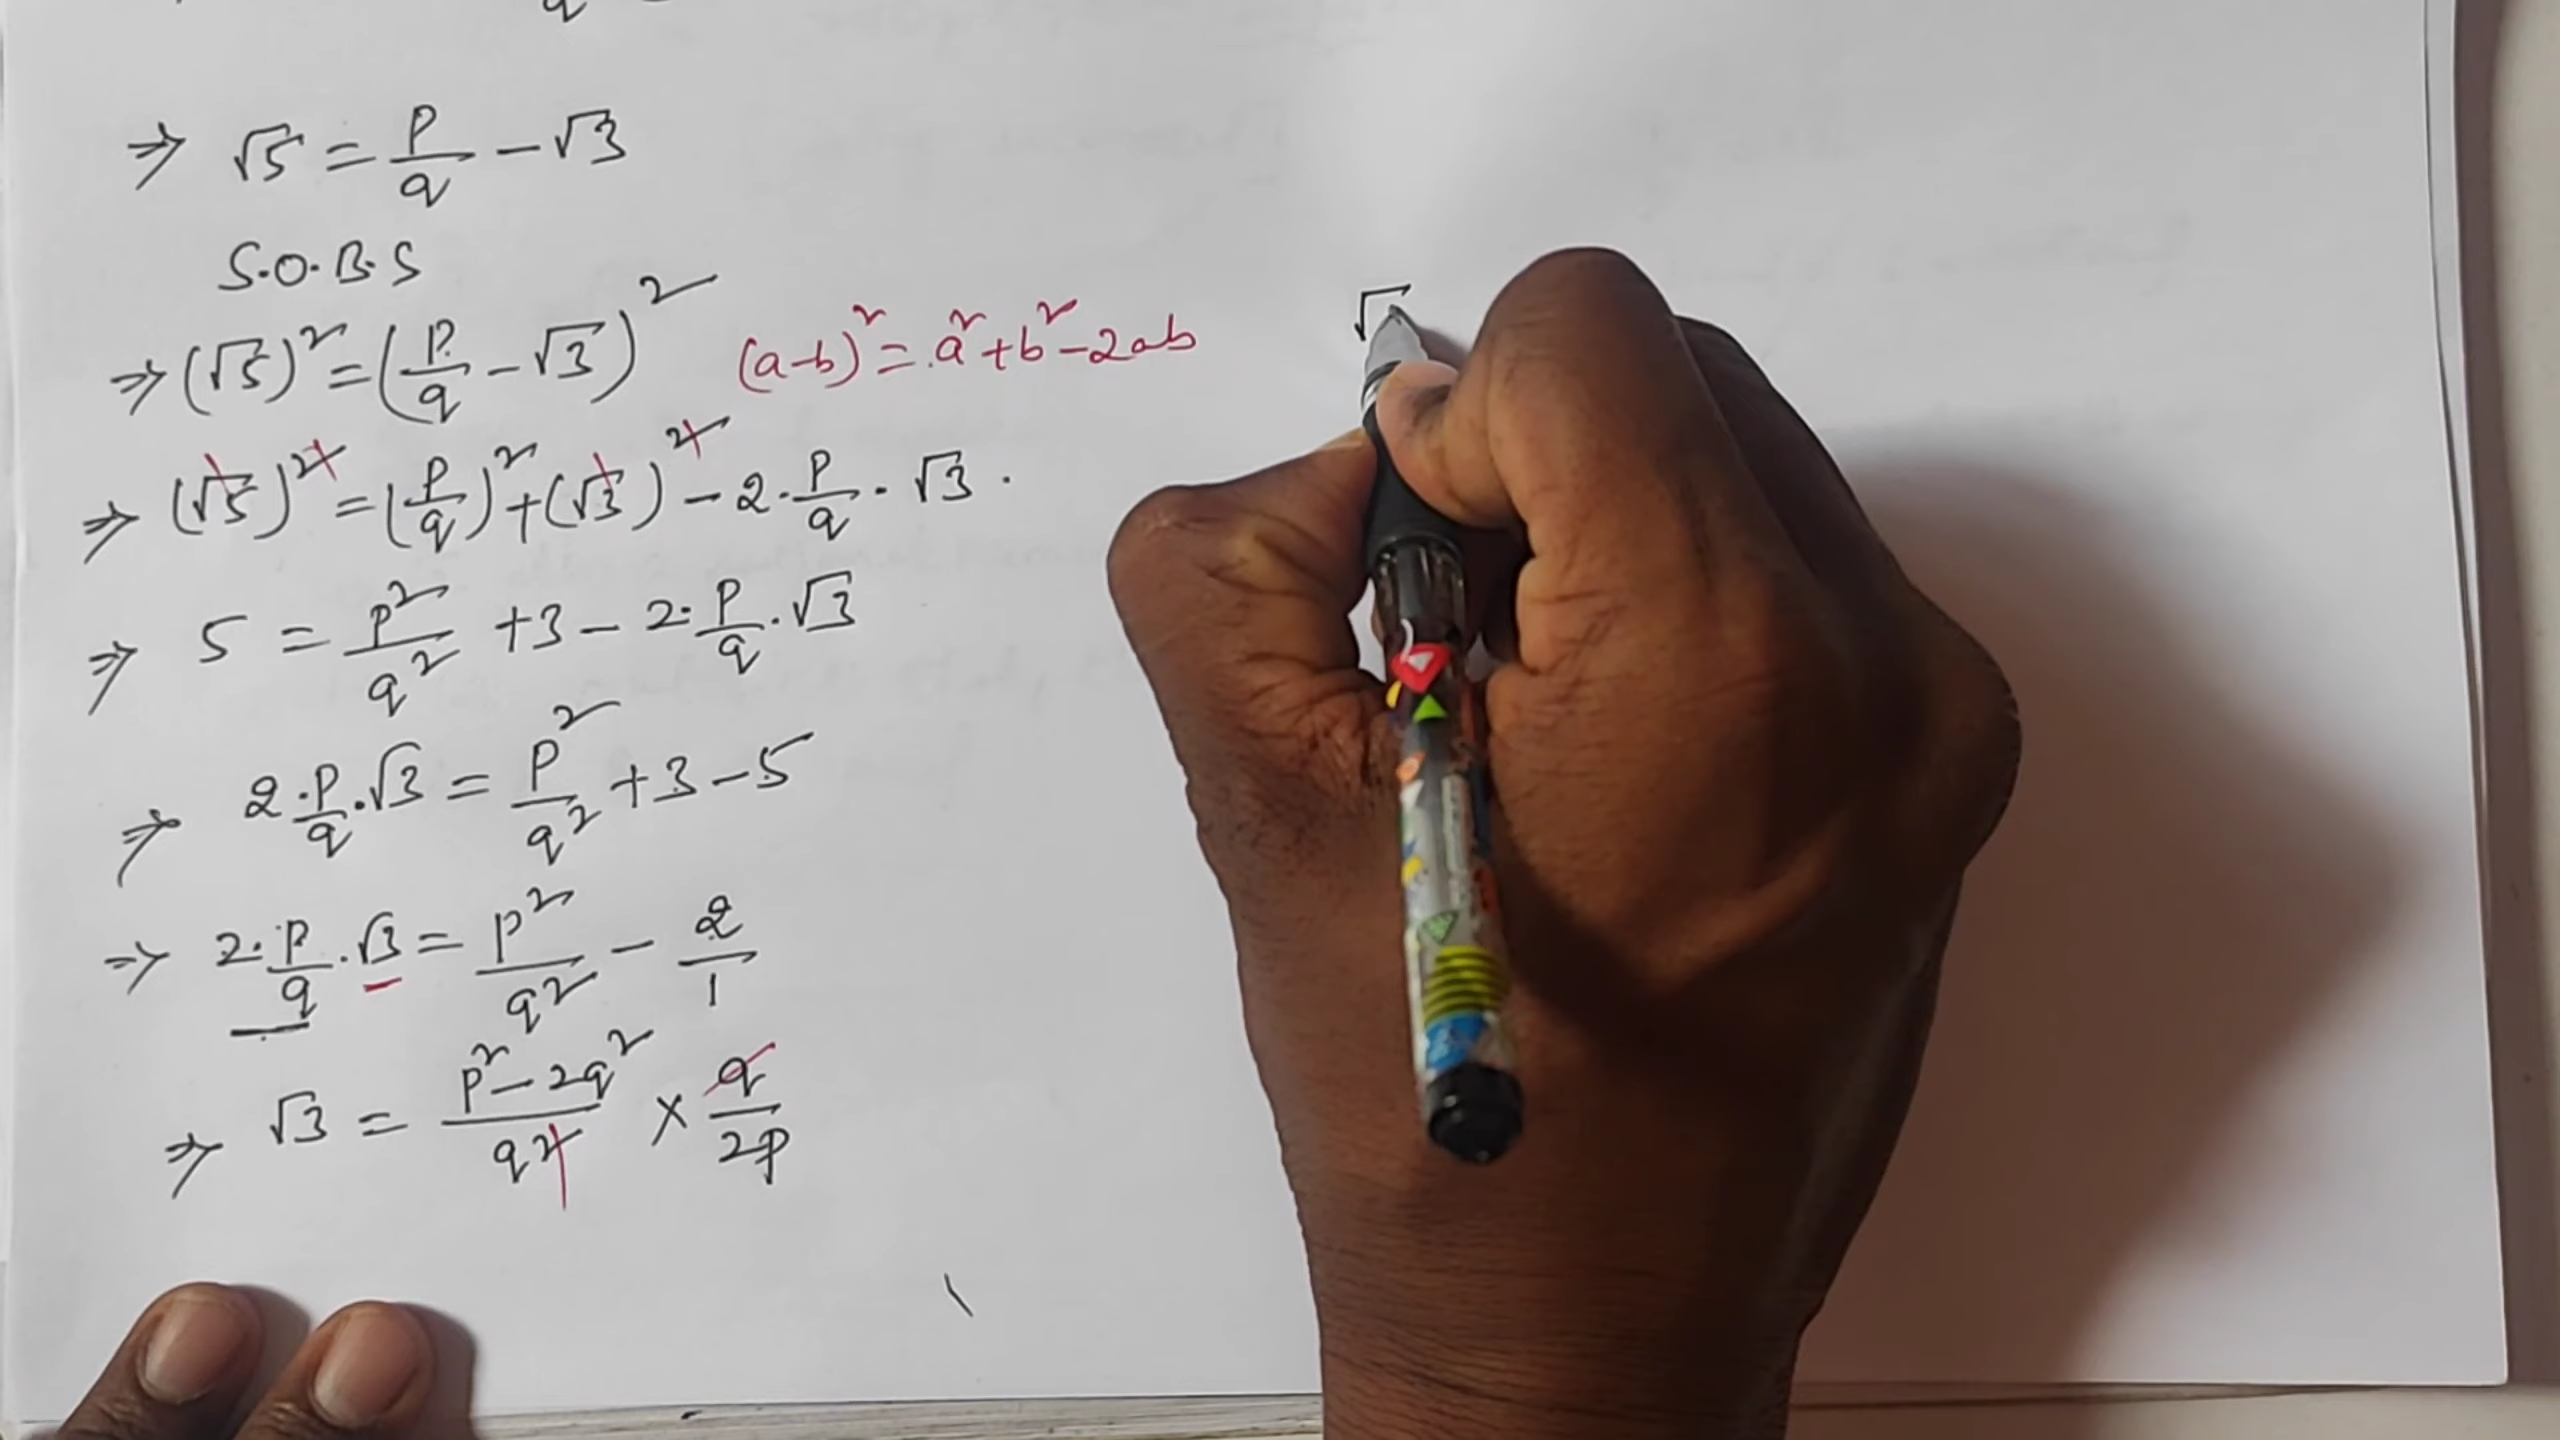 q
⇒ √5 = p/q − √3
S.O.B.S
⇒ (√5)² = (p/q − √3)² (a-b)² = a² + b² − 2ab
⇒ (√5)² = (p/q)² + (√3)² − 2·p/q·√3.
⇒ 5 = p²/q² + 3 − 2·p/q·√3
⇒ 2·p/q·√3 = p²/q² + 3 − 5
⇒ 2·p/q·√3 = p²/q² − 2/1
⇒ √3 = p² − 2q²/q² × q/2p
√